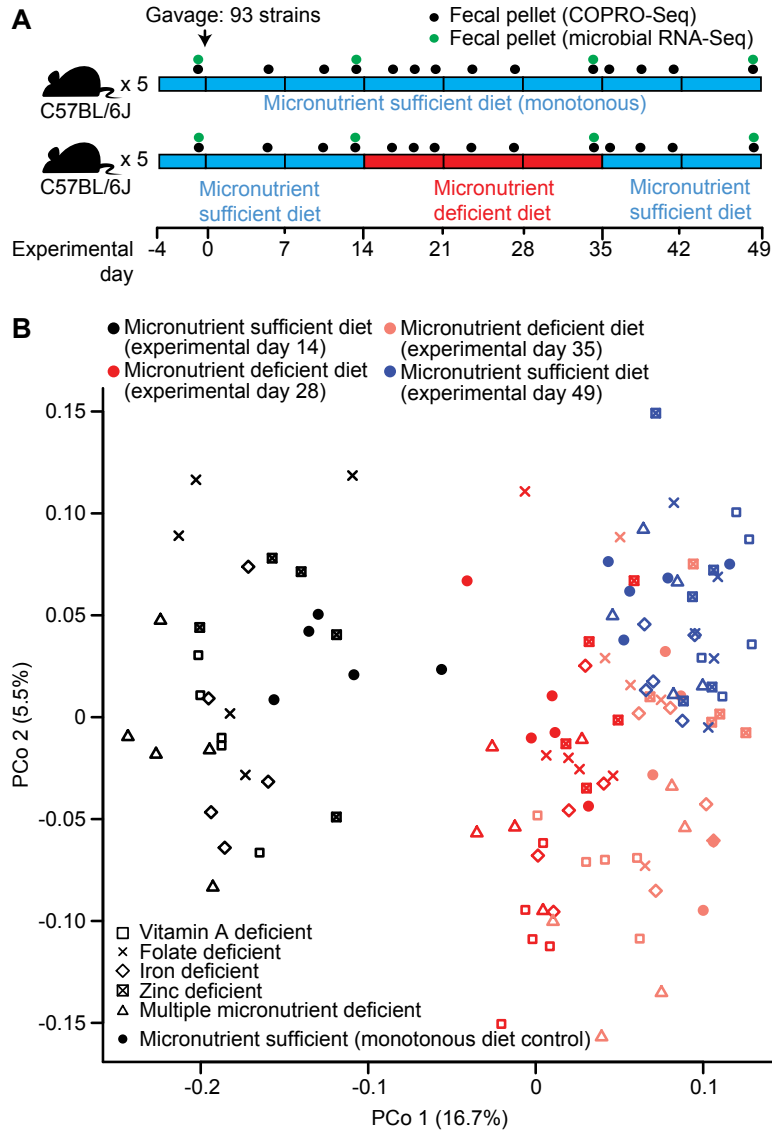 A
Gavage: 93 strains
Fecal pellet (COPRO-Seq)
Fecal pellet (microbial RNA-Seq)
x 5
C57BL/6J
Micronutrient sufficient diet (monotonous)
x 5
C57BL/6J
Micronutrient
sufficient diet
Micronutrient
deficient diet
Micronutrient
sufficient diet
Experimental
day
-4 0 7 14 21 28 35 42 49
B
Micronutrient sufficient diet
(experimental day 14)
Micronutrient deficient diet
(experimental day 28)
Micronutrient deficient diet
(experimental day 35)
Micronutrient sufficient diet
(experimental day 49)
0.15
0.10
0.05
0
-0.05
-0.10
-0.15
PCo 2 (5.5%)
Vitamin A deficient
Folate deficient
Iron deficient
Zinc deficient
Multiple micronutrient deficient
Micronutrient sufficient (monotonous diet control)
-0.2 -0.1 0 0.1
PCo 1 (16.7%)